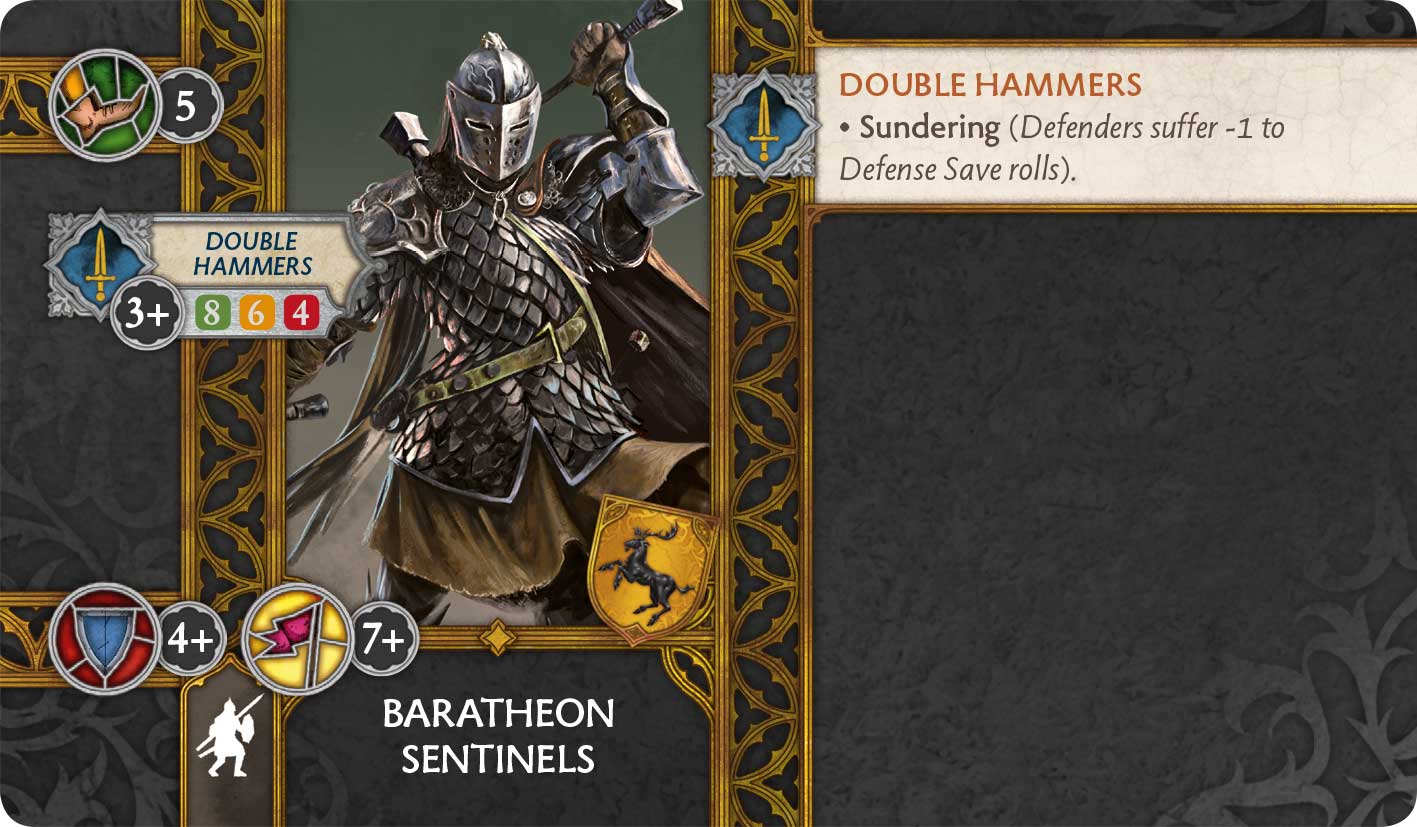 5
DOUBLE
HAMMERS
3+ 8 6 4
4+ 7+
BARATHEON
SENTINELS
DOUBLE HAMMERS
• Sundering (Defenders suffer -1 to
Defense Save rolls).